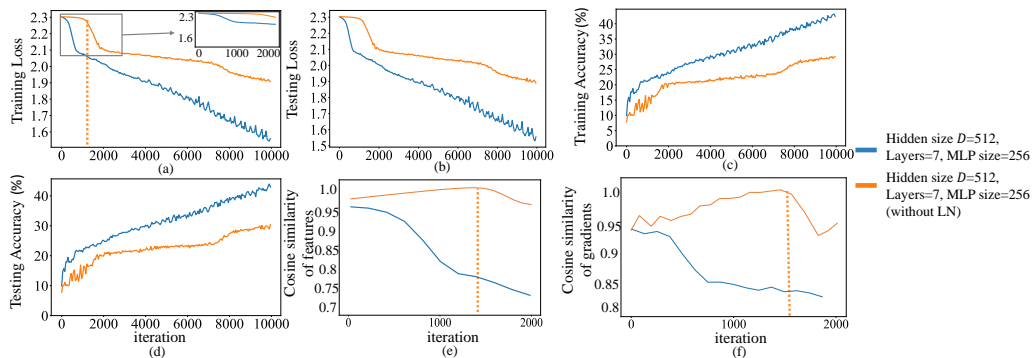 2.3
2.2
2.1
2.0
1.9
1.8
1.7
1.6
Training Loss
2.3
1.6
0 1000 2000
0 2000 4000 6000 8000 10000
(a)
2.3
2.2
2.1
2.0
1.9
1.8
1.7
1.6
1.5
Testing Loss
0 2000 4000 6000 8000 10000
(b)
45
40
35
30
25
20
15
10
5
0
Training Accuracy (%)
0 2000 4000 6000 8000 10000
(c)
Hidden size D=512,
Layers=7, MLP size=256
Hidden size D=512,
Layers=7, MLP size=256
(without LN)
40
30
20
10
0
Testing Accuracy (%)
0 2000 4000 6000 8000 10000
iteration
(d)
1.0
0.95
0.9
0.85
0.8
0.75
0.7
Cosine similarity
of features
0 1000 2000
iteration
(e)
1.0
0.95
0.9
0.85
0.8
Cosine similarity
of gradients
0 1000 2000
iteration
(f)